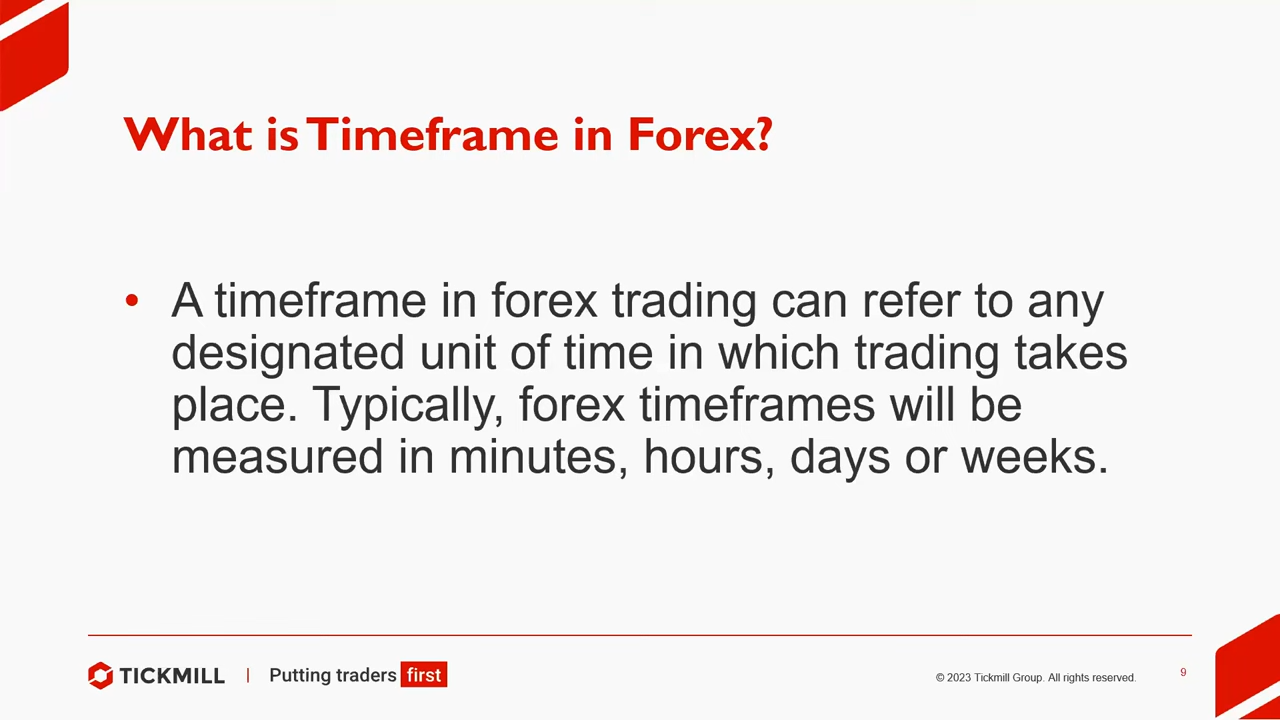 What is Timeframe in Forex?
• A timeframe in forex trading can refer to any
designated unit of time in which trading takes
place. Typically, forex timeframes will be
measured in minutes, hours, days or weeks.
TICKMILL | Putting traders first
© 2023 Tickmill Group. All rights reserved.
9